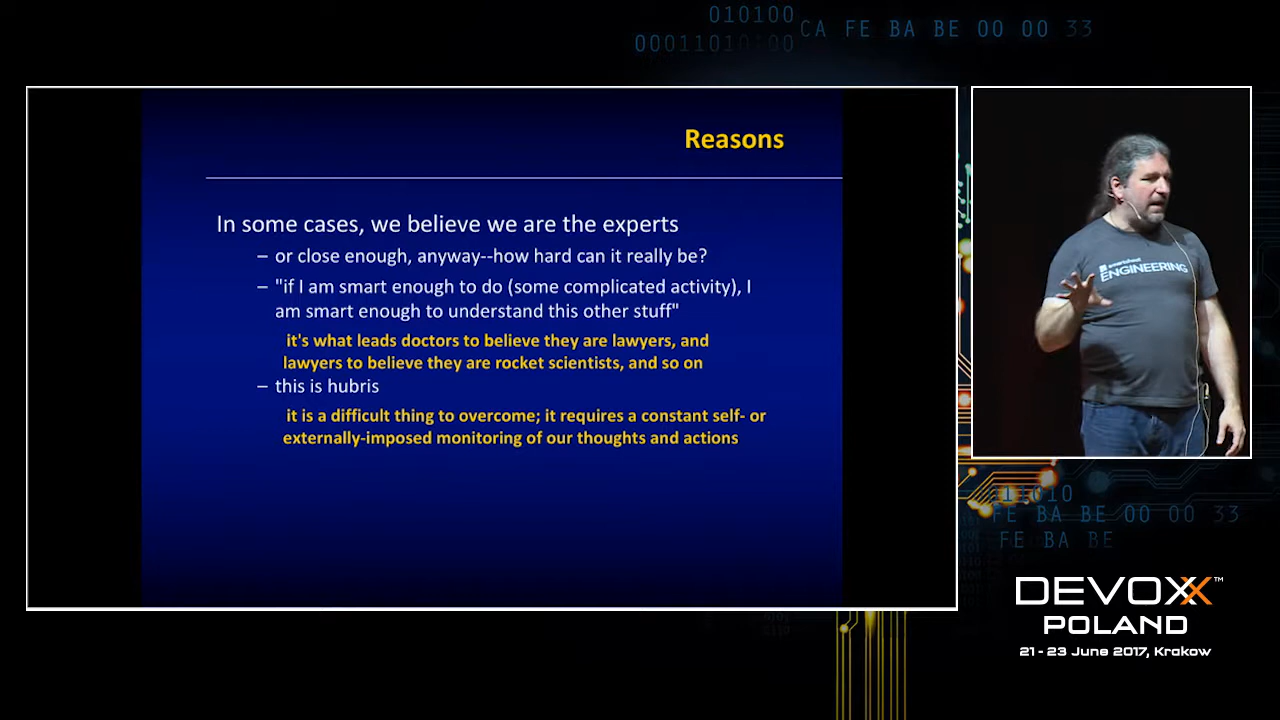 010100
00011010100
CA FE BA BE 00 00 33
Reasons
In some cases, we believe we are the experts
– or close enough, anyway--how hard can it really be?
– "if I am smart enough to do (some complicated activity), I
am smart enough to understand this other stuff"
it's what leads doctors to believe they are lawyers, and
lawyers to believe they are rocket scientists, and so on
– this is hubris
it is a difficult thing to overcome; it requires a constant self- or
externally-imposed monitoring of our thoughts and actions
smartsheet
ENGINEERING
011010
FE BA BE 00 00 33
FE BA BE
DEVOXX™
POLAND
21 - 23 June 2017, Krakow